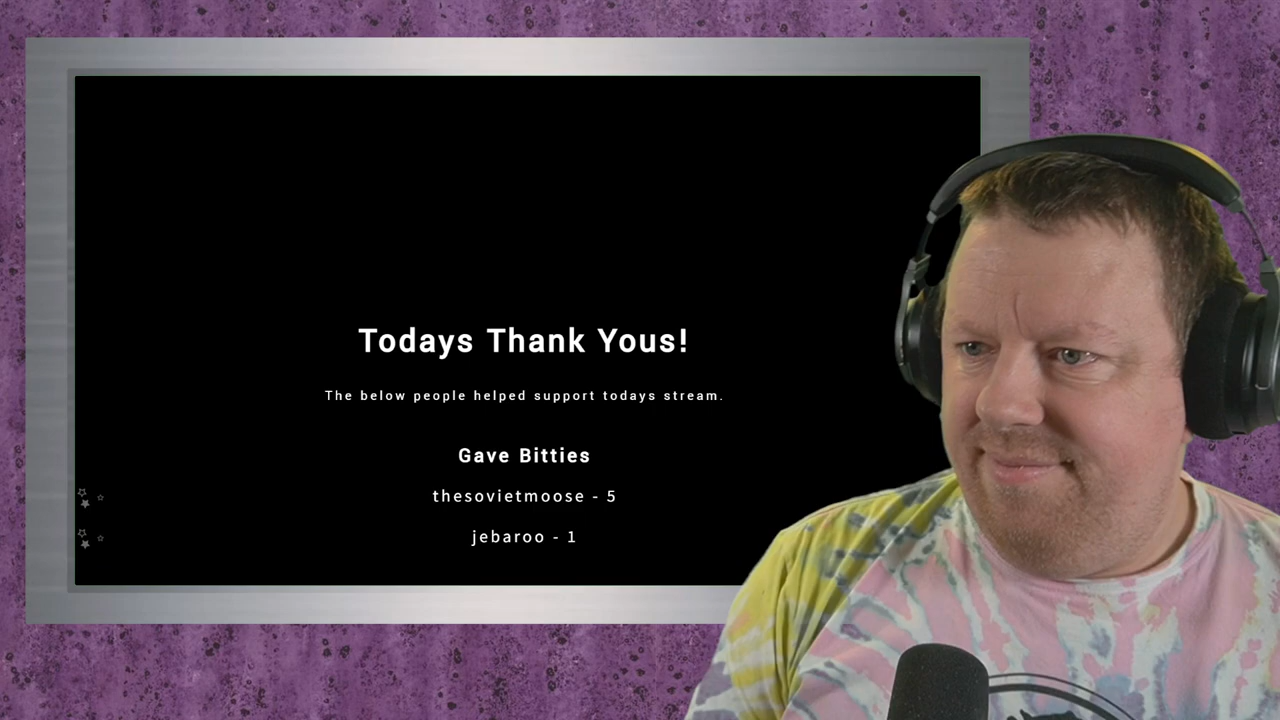 Todays Thank Yous!
The below people helped support todays stream.
Gave Bitties
thesovietmoose - 5
jebaroo - 1